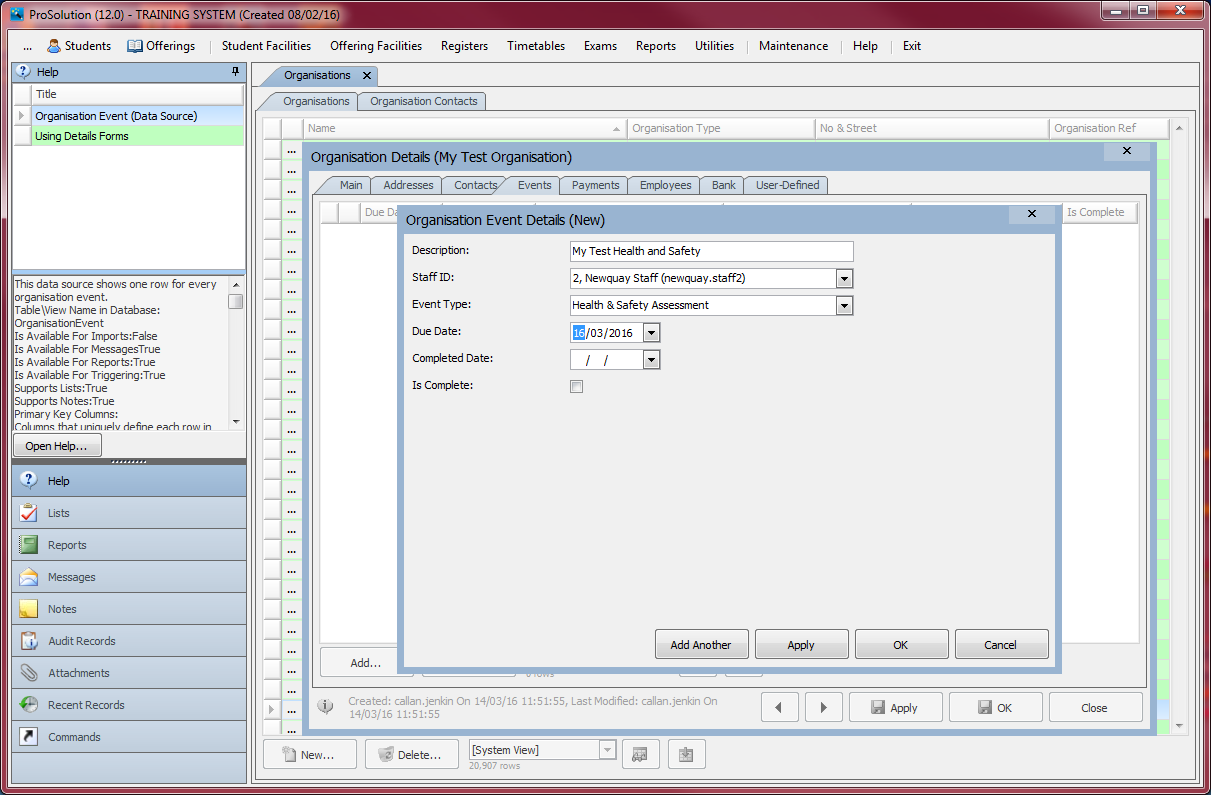 ProSolution (12.0) - TRAINING SYSTEM (Created 08/02/16)
... Students Offerings Student Facilities Offering Facilities Registers Timetables Exams Reports Utilities Maintenance Help Exit
Help
Title
Organisation Event (Data Source)
Using Details Forms
This data source shows one row for every
organisation event.
Table\View Name in Database:
OrganisationEvent
Is Available For Imports:False
Is Available For MessagesTrue
Is Available For Reports:True
Is Available For Triggering:True
Supports Lists:True
Supports Notes:True
Primary Key Columns:
Columns that uniquely define each row in
Open Help...
Help
Lists
Reports
Messages
Notes
Audit Records
Attachments
Recent Records
Commands
Organisations
Organisations Organisation Contacts
Name Organisation Type No & Street Organisation Ref
Organisation Details (My Test Organisation)
Main Addresses Contacts Events Payments Employees Bank User-Defined
Due Da Is Complete
Organisation Event Details (New)
Description: My Test Health and Safety
Staff ID: 2, Newquay Staff (newquay.staff2)
Event Type: Health & Safety Assessment
Due Date: 16/03/2016
Completed Date: / /
Is Complete:
Add Another Apply OK Cancel
Add...
0 rows
Created: callan.jenkin On 14/03/16 11:51:55, Last Modified: callan.jenkin On
14/03/16 11:51:55
Apply OK Close
New... Delete... [System View]
20,907 rows